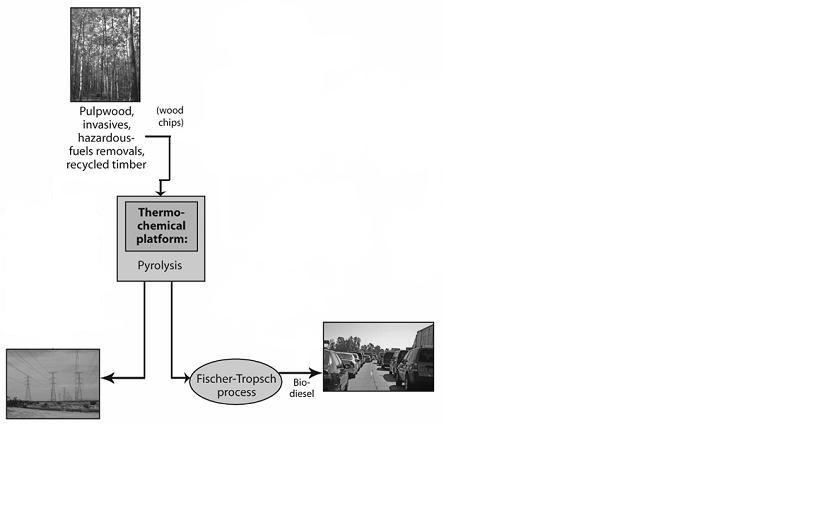 Pulpwood,
invasives,
hazardous-
fuels removals,
recycled timber
(wood
chips)
Thermo-
chemical
platform:
Pyrolysis
Fischer-Tropsch
process
Bio-
diesel